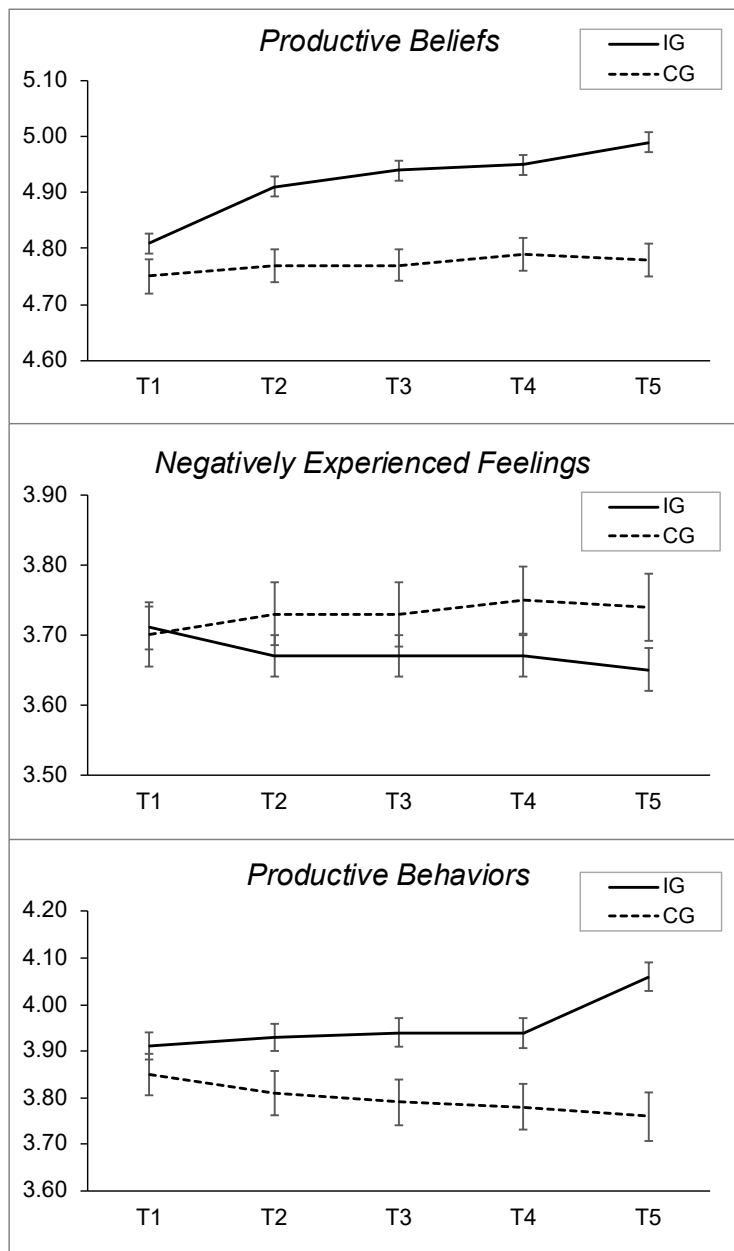 Productive Beliefs
IG
CG
5.10
5.00
4.90
4.80
4.70
4.60
T1 T2 T3 T4 T5
Negatively Experienced Feelings
IG
CG
3.90
3.80
3.70
3.60
3.50
T1 T2 T3 T4 T5
Productive Behaviors
IG
CG
4.20
4.10
4.00
3.90
3.80
3.70
3.60
T1 T2 T3 T4 T5